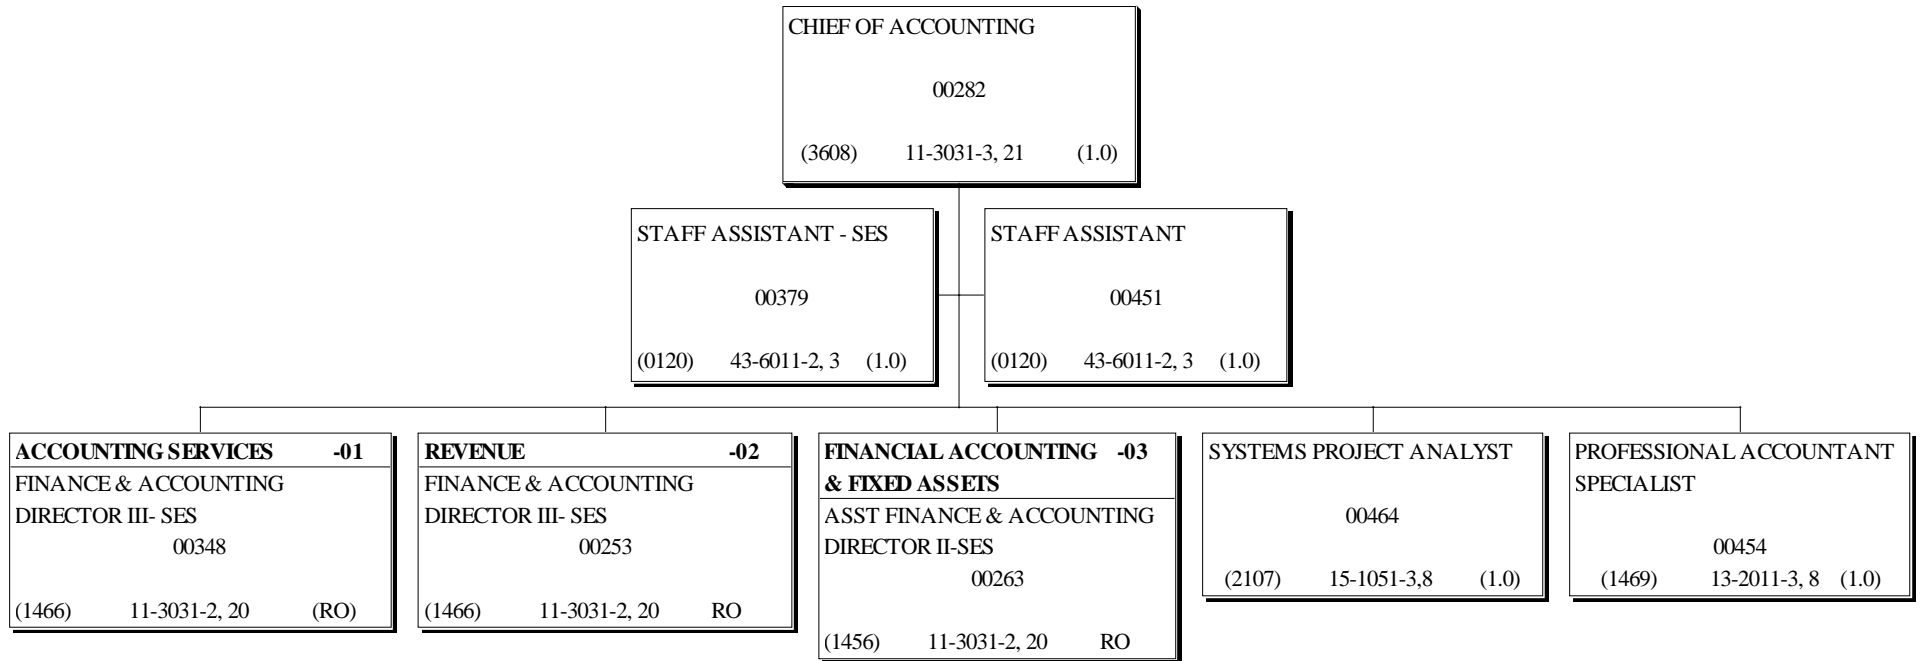 CHIEF OF ACCOUNTING
00282
(3608) 11-3031-3, 21 (1.0)
STAFF ASSISTANT - SES
00379
(0120) 43-6011-2, 3 (1.0)
STAFF ASSISTANT
00451
(0120) 43-6011-2, 3 (1.0)
ACCOUNTING SERVICES -01
FINANCE & ACCOUNTING
DIRECTOR III- SES
00348
(1466) 11-3031-2, 20 (RO)
REVENUE -02
FINANCE & ACCOUNTING
DIRECTOR III- SES
00253
(1466) 11-3031-2, 20 RO
FINANCIAL ACCOUNTING -03
& FIXED ASSETS
ASST FINANCE & ACCOUNTING
DIRECTOR II-SES
00263
(1456) 11-3031-2, 20 RO
SYSTEMS PROJECT ANALYST
00464
(2107) 15-1051-3,8 (1.0)
PROFESSIONAL ACCOUNTANT
SPECIALIST
00454
(1469) 13-2011-3, 8 (1.0)